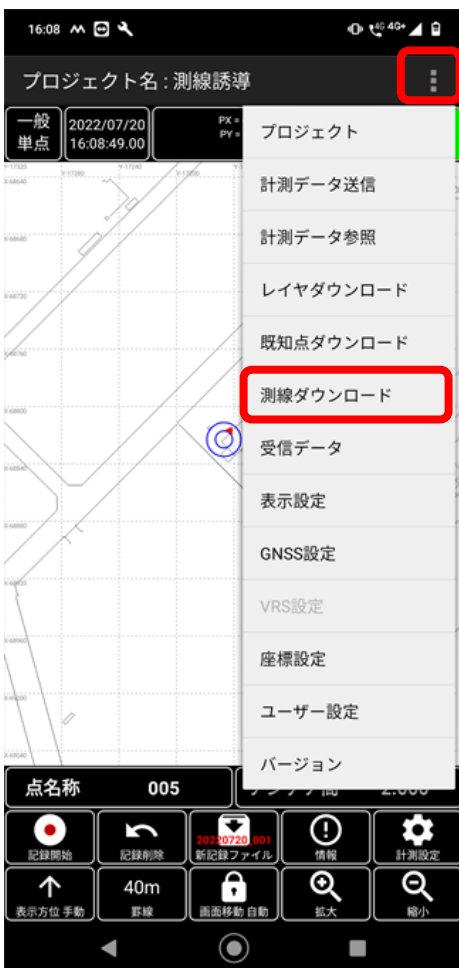 16:08
4G 4G+
プロジェクト名 : 測線誘導
一般
単点
2022/07/20
16:08:49.00
PX =
PY =
プロジェクト
計測データ送信
計測データ参照
レイヤダウンロード
既知点ダウンロード
測線ダウンロード
受信データ
表示設定
GNSS設定
VRS設定
座標設定
ユーザー設定
バージョン
点名称 005
記録開始
記録削除
20220720_001
新記録ファイル
情報
計測設定
表示方位 手動
40m
罫線
画面移動 自動
拡大
縮小